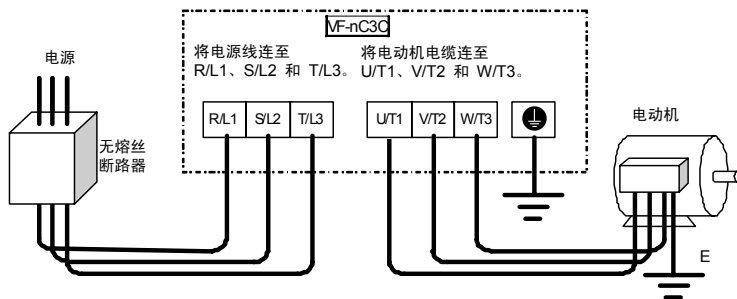 VF-nC3C
将电源线连至
R/L1、S/L2 和 T/L3。
将电动机电缆连至
U/T1、V/T2 和 W/T3。
电源
R/L1
S/L2
T/L3
U/T1
V/T2
W/T3
电动机
无熔丝
断路器
E